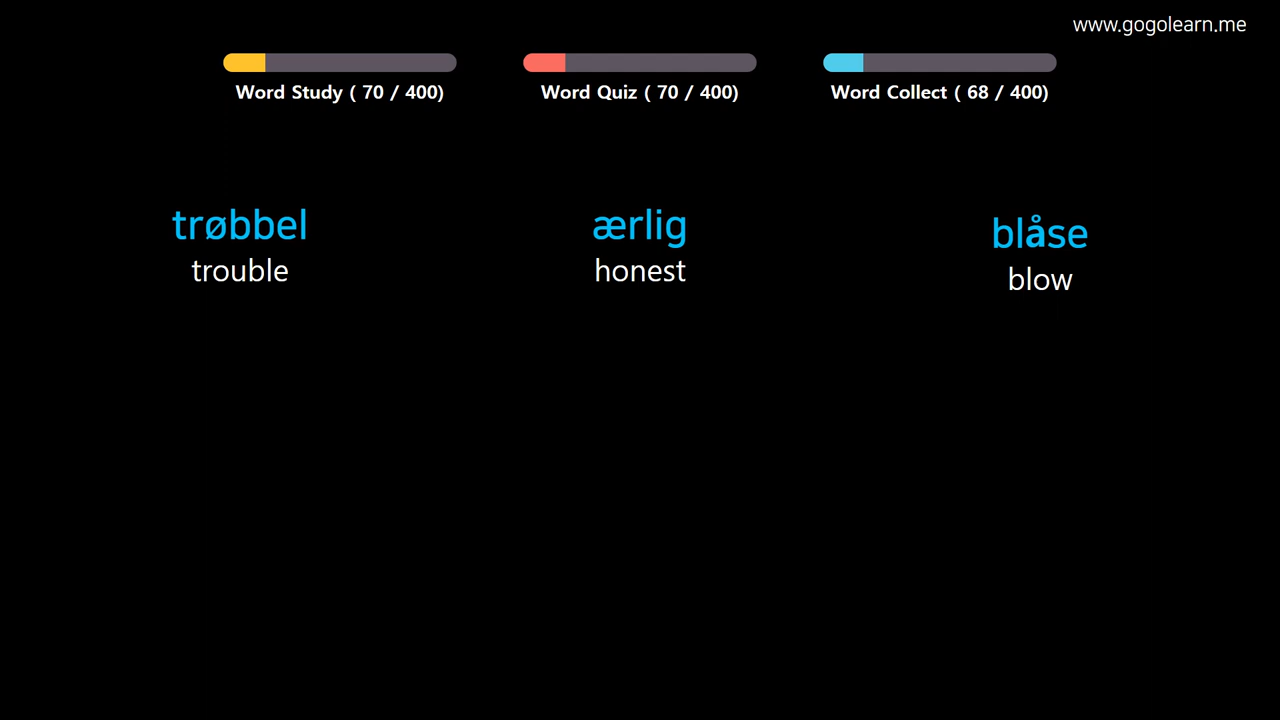 www.gogolearn.me
Word Study ( 70 / 400)
Word Quiz ( 70 / 400)
Word Collect ( 68 / 400)
trøbbel
trouble
ærlig
honest
blåse
blow